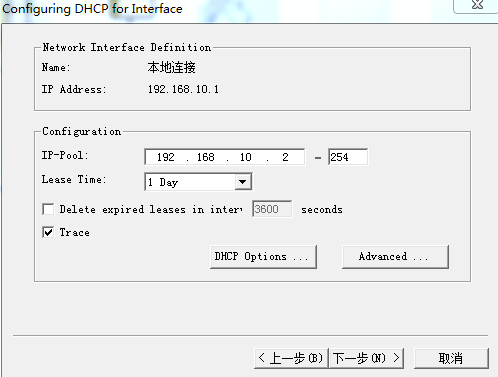 Configuring DHCP for Interface
Network Interface Definition
Name: 本地连接
IP Address: 192.168.10.1
Configuration
IP-Pool: 192 . 168 . 10 . 2 - 254
Lease Time: 1 Day
Delete expired leases in interv 3600 seconds
Trace
DHCP Options ... Advanced ...
< 上一步(B) 下一步(N) > 取消